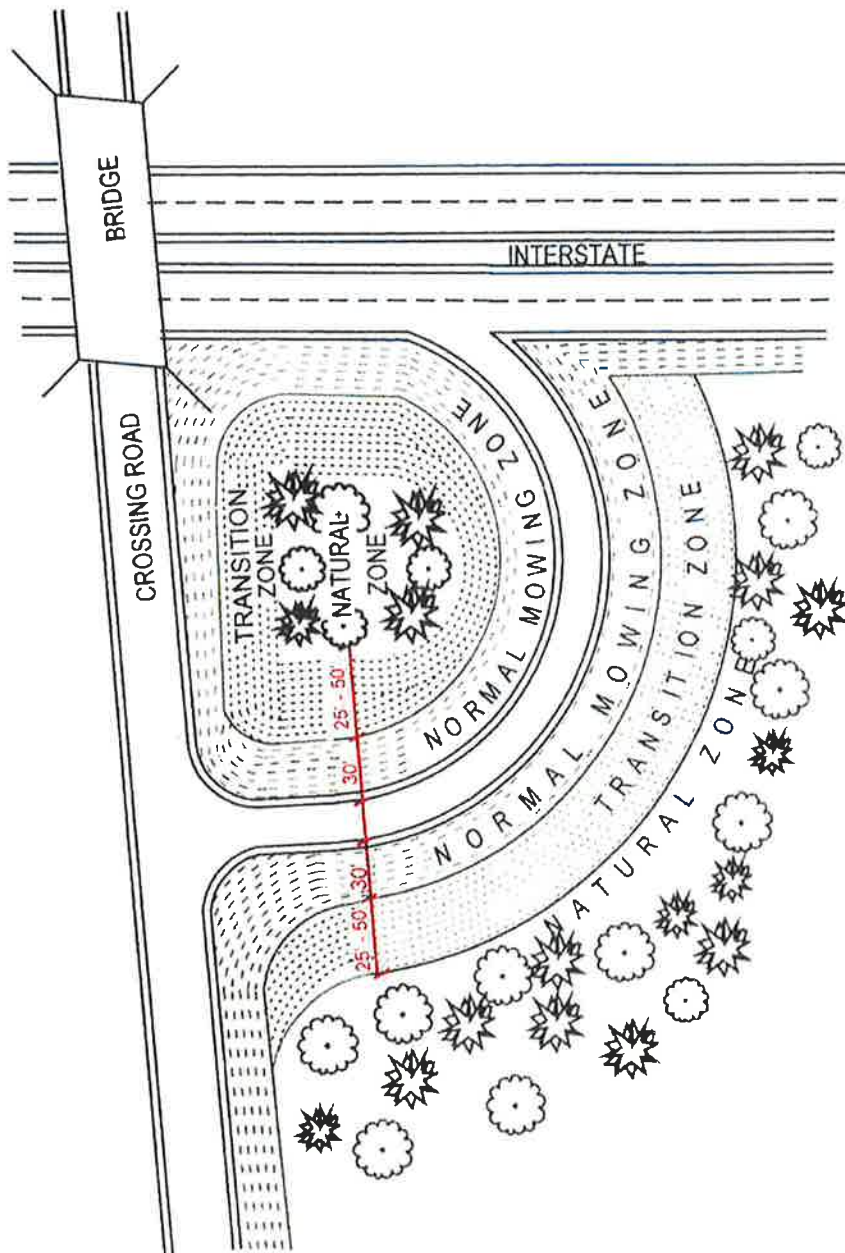 BRIDGE
INTERSTATE
CROSSING ROAD
TRANSITION
ZONE
NATURAL
ZONE
NORMAL MOWING ZONE
25' - 50'
30'
NORMAL MOWING ZONE
30'
TRANSITION ZONE
25' - 50'
NATURAL ZONE